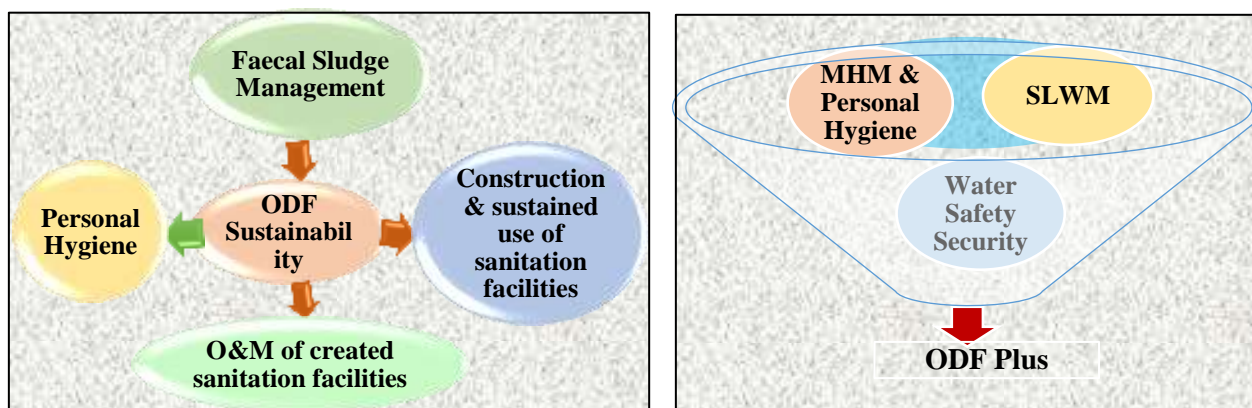 Faecal Sludge
Management
Personal
Hygiene
ODF
Sustainabil
ity
Construction
& sustained
use of
sanitation
facilities
O&M of created
sanitation facilities
MHM &
Personal
Hygiene
SLWM
Water
Safety
Security
ODF Plus